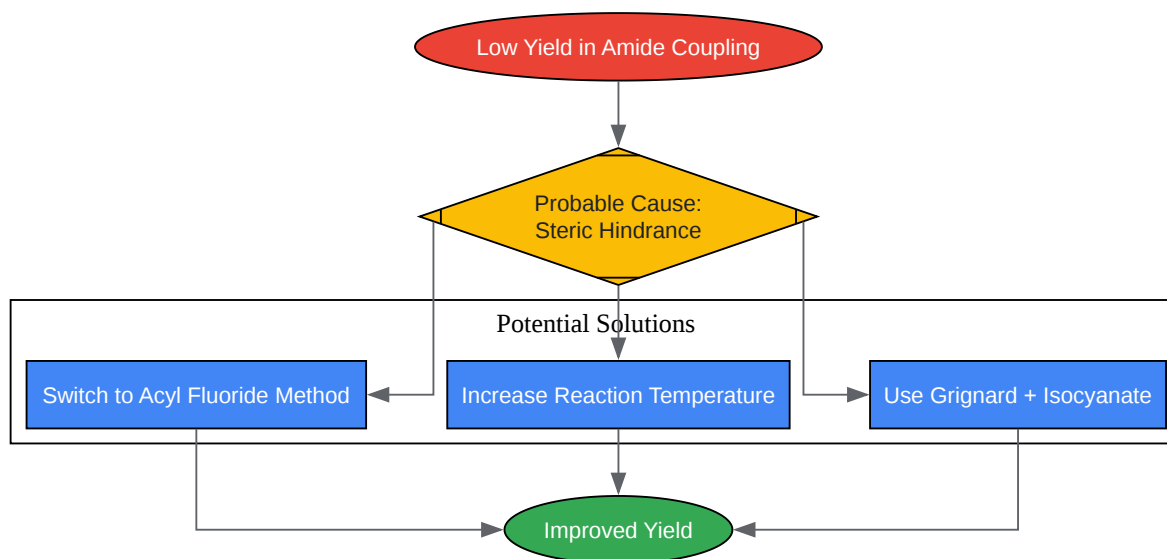 Low Yield in Amide Coupling
Probable Cause:
Steric Hindrance
Potential Solutions
Switch to Acyl Fluoride Method
Increase Reaction Temperature
Use Grignard + Isocyanate
Improved Yield